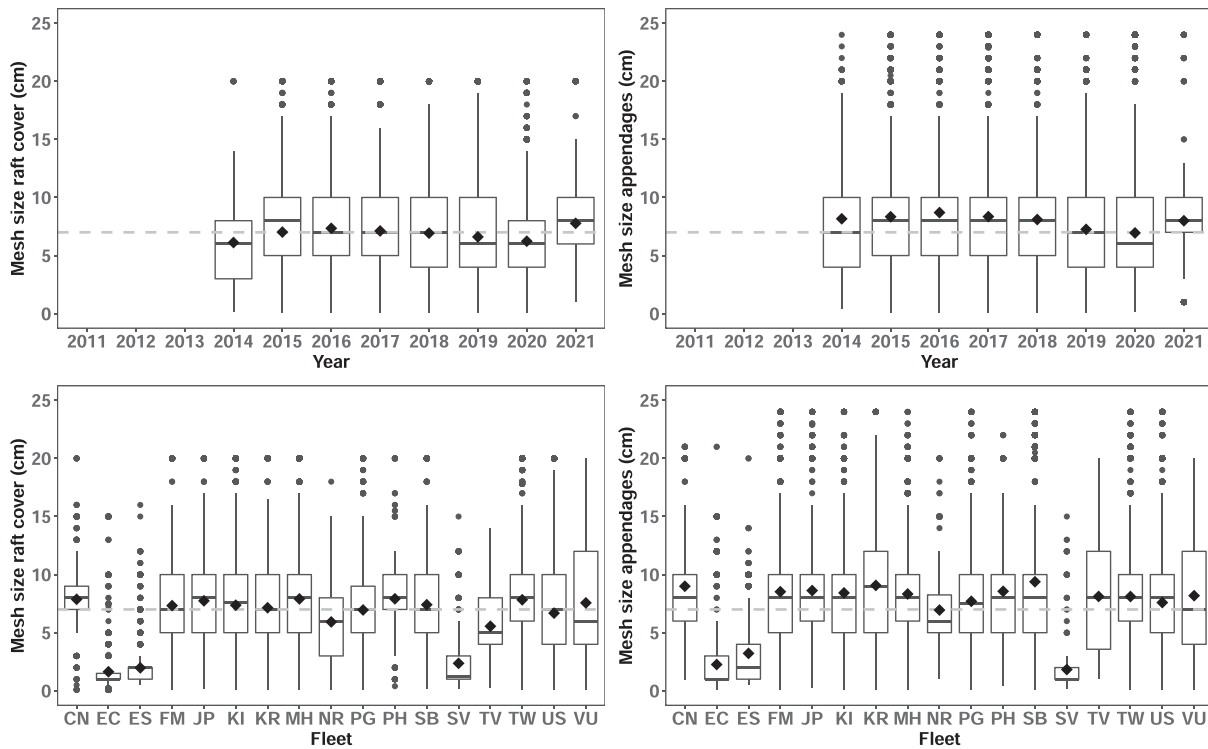 Mesh size raft cover (cm)
25
20
15
10
5
0
2011 2012 2013 2014 2015 2016 2017 2018 2019 2020 2021
Year
Mesh size appendages (cm)
25
20
15
10
5
0
2011 2012 2013 2014 2015 2016 2017 2018 2019 2020 2021
Year
Mesh size raft cover (cm)
25
20
15
10
5
0
CN EC ES FM JP KI KR MH NR PG PH SB SV TV TW US VU
Fleet
Mesh size appendages (cm)
25
20
15
10
5
0
CN EC ES FM JP KI KR MH NR PG PH SB SV TV TW US VU
Fleet